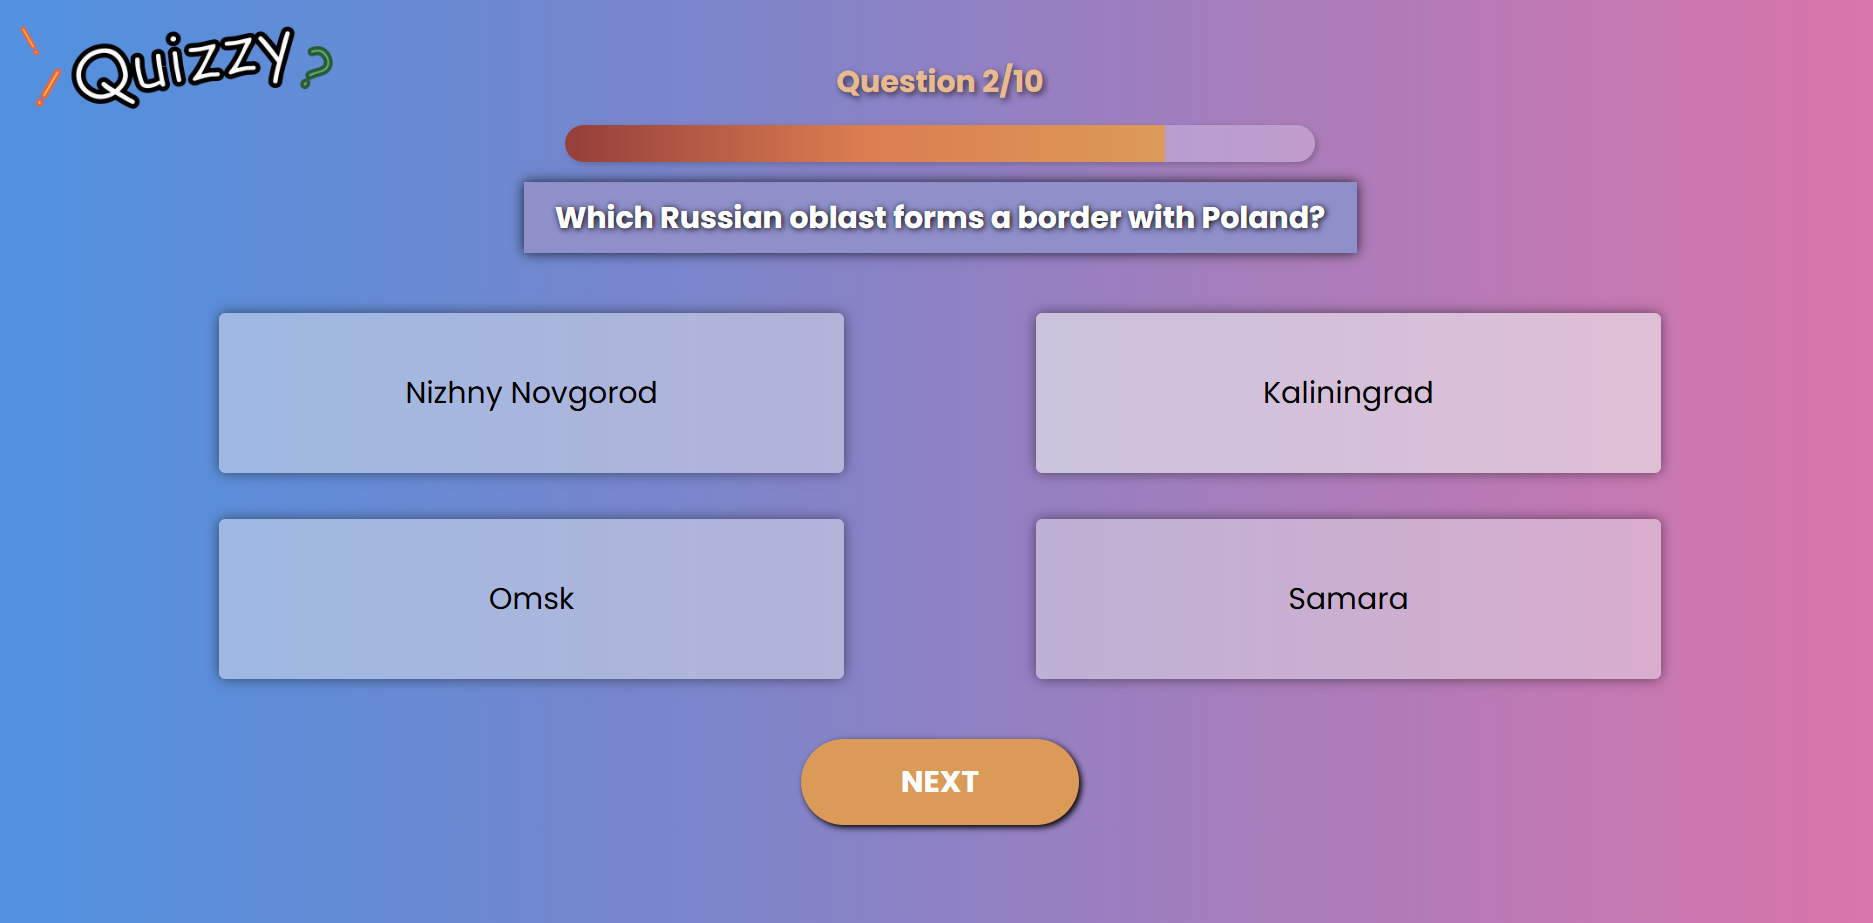 Quizzy?
Question 2/10
Which Russian oblast forms a border with Poland?
Nizhny Novgorod
Kaliningrad
Omsk
Samara
NEXT